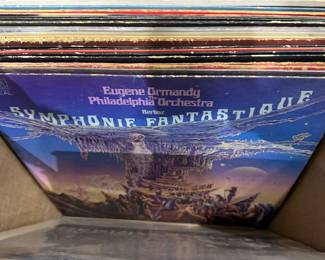 Eugene Ormandy
Philadelphia Orchestra
Berlioz
SYMPHONIE FANTASTIQUE